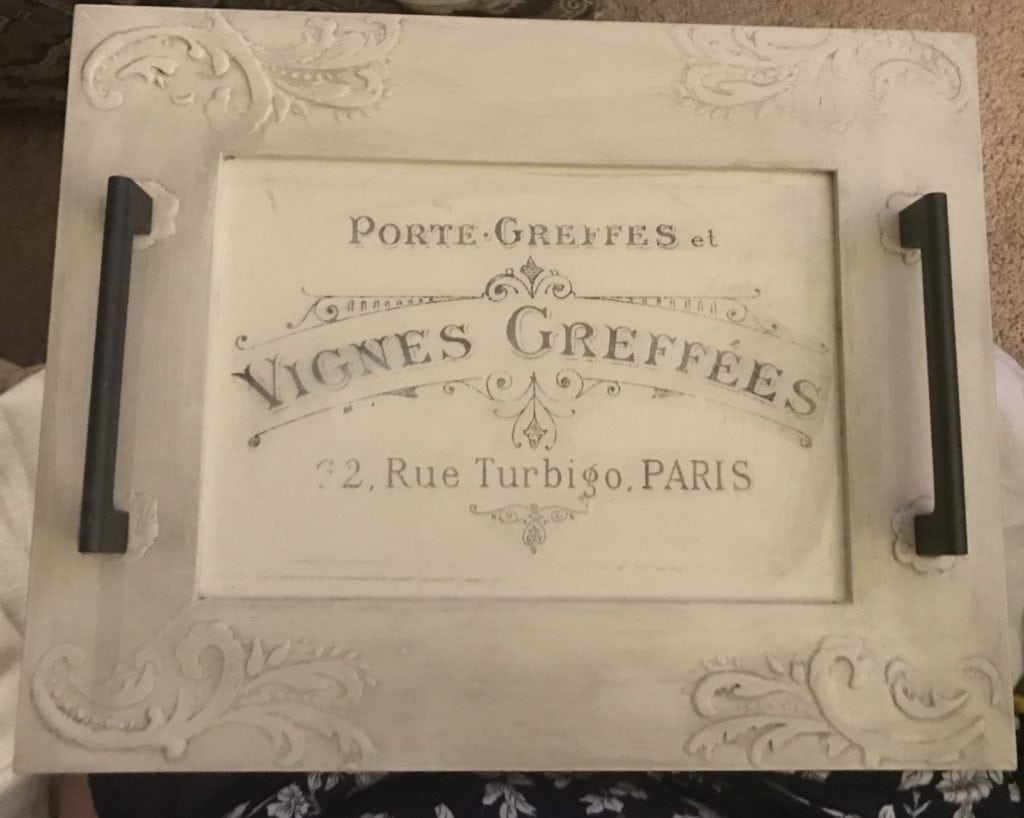 PORTE-GREFFES et
VIGNES GREFFÉES
Rue Turbigo, PARIS